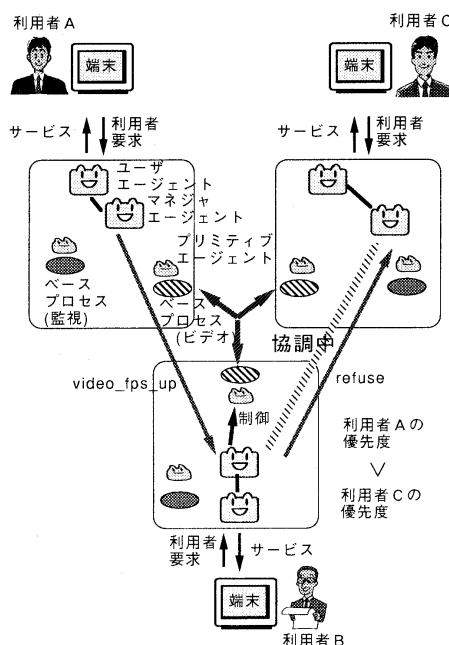 利用者A
利用者C
端末
端末
サービス
利用者
要求
サービス
利用者
要求
ユーザ
エージェント
マネジャ
エージェント
プリミティブ
エージェント
ベース
プロセス
(監視)
ベース
プロセス
(ビデオ)
協調中
video_fps_up
refuse
制御
利用者Aの
優先度
∨
利用者Cの
優先度
利用者
要求
サービス
端末
利用者B